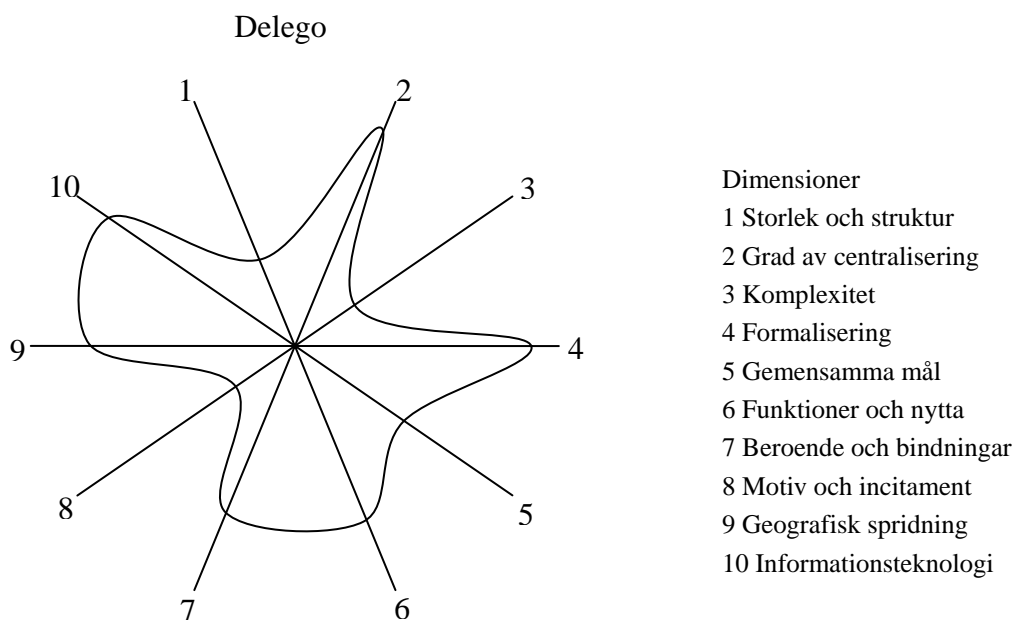 Delego
1
2
10
3
9
4
8
5
7
6
Dimensioner
1 Storlek och struktur
2 Grad av centralisering
3 Komplexitet
4 Formalisering
5 Gemensamma mål
6 Funktioner och nytta
7 Beroende och bindningar
8 Motiv och incitament
9 Geografisk spridning
10 Informationsteknologi